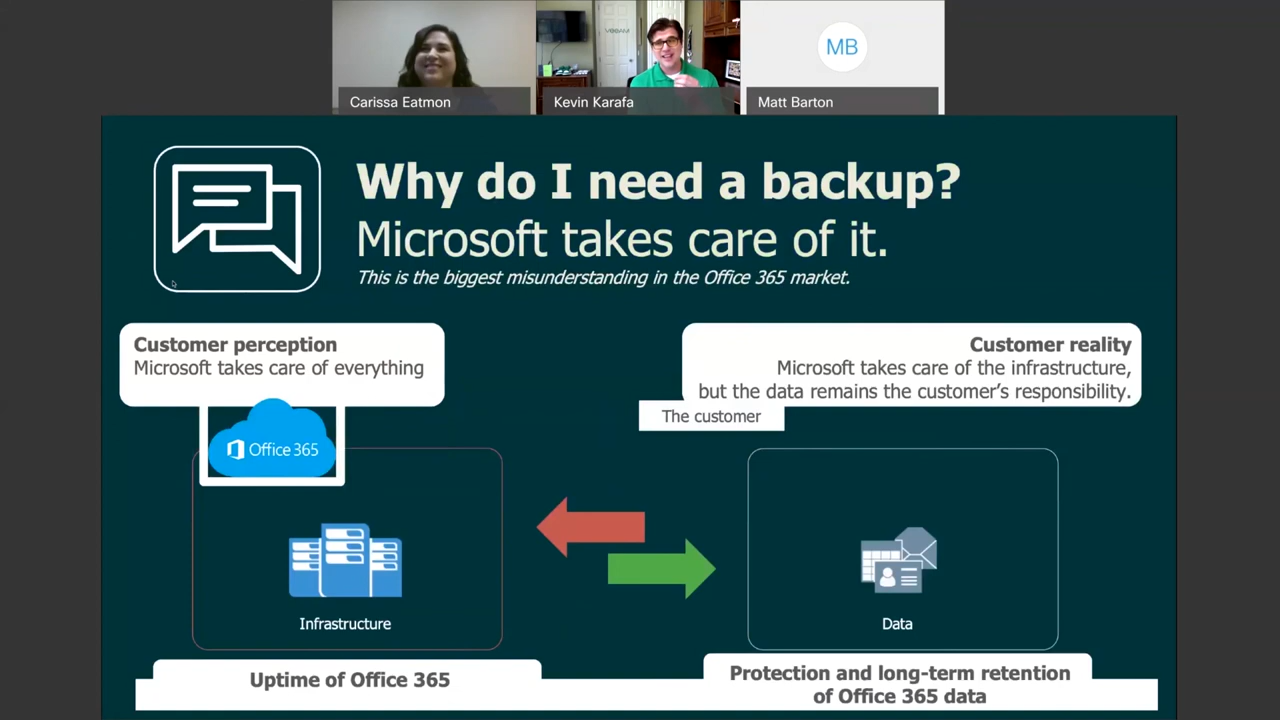 VEEAM
MB
Carissa Eatmon
Kevin Karafa
Matt Barton
Why do I need a backup?
Microsoft takes care of it.
This is the biggest misunderstanding in the Office 365 market.
Customer perception
Microsoft takes care of everything
Customer reality
Microsoft takes care of the infrastructure,
but the data remains the customer's responsibility.
The customer
Office 365
Infrastructure
Data
Uptime of Office 365
Protection and long-term retention
of Office 365 data